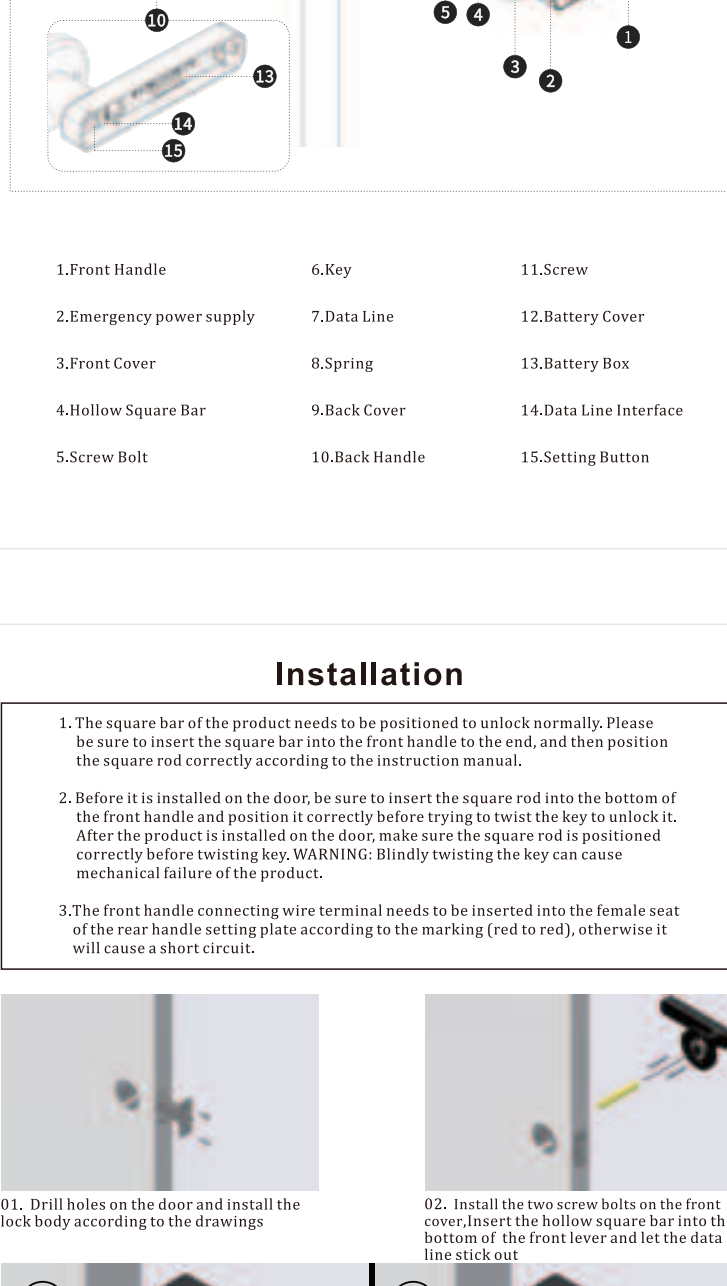 10
5 4
1
3
2
13
14
15
1.Front Handle
6.Key
11.Screw
2.Emergency power supply
7.Data Line
12.Battery Cover
3.Front Cover
8.Spring
13.Battery Box
4.Hollow Square Bar
9.Back Cover
14.Data Line Interface
5.Screw Bolt
10.Back Handle
15.Setting Button
Installation
1. The square bar of the product needs to be positioned to unlock normally. Please
be sure to insert the square bar into the front handle to the end, and then position
the square rod correctly according to the instruction manual.
2. Before it is installed on the door, be sure to insert the square rod into the bottom of
the front handle and position it correctly before trying to twist the key to unlock it.
After the product is installed on the door, make sure the square rod is positioned
correctly before twisting key. WARNING: Blindly twisting the key can cause
mechanical failure of the product.
3.The front handle connecting wire terminal needs to be inserted into the female seat
of the rear handle setting plate according to the marking (red to red), otherwise it
will cause a short circuit.
01. Drill holes on the door and install the
lock body according to the drawings
02. Install the two screw bolts on the front
cover,Insert the hollow square bar into th
bottom of the front lever and let the data
line stick out